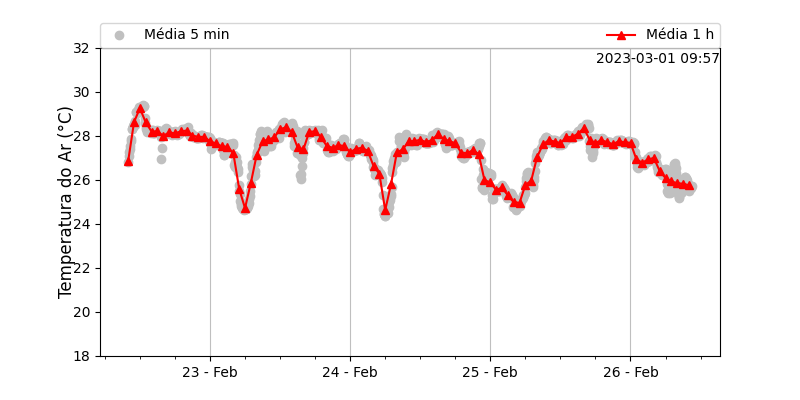 Média 5 min
Média 1 h
2023-03-01 09:57
Temperatura do Ar (°C)
32
30
28
26
24
22
20
18
23 - Feb
24 - Feb
25 - Feb
26 - Feb